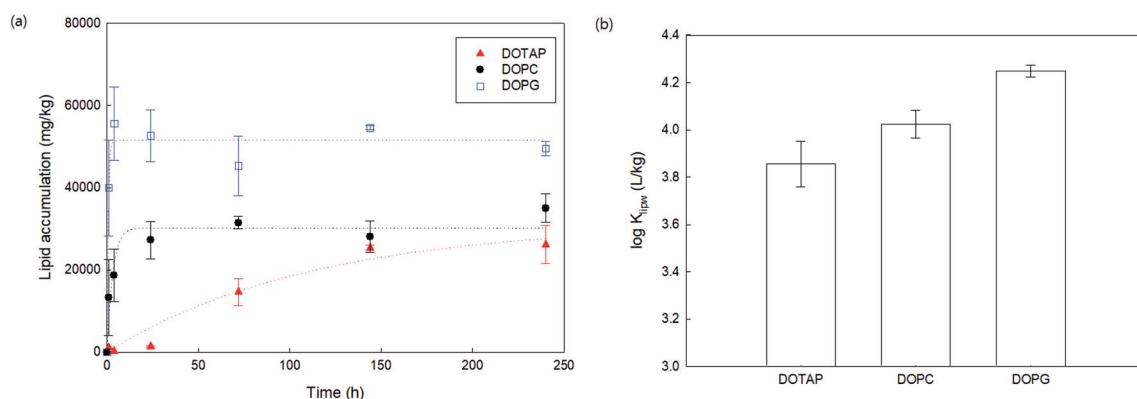 (a)
80000
60000
40000
20000
0
Lipid accumulation (mg/kg)
DOTAP
DOPC
DOPG
0 50 100 150 200 250
Time (h)
(b)
4.4
4.2
4.0
3.8
3.6
3.4
3.2
3.0
log K_lipw (L/kg)
DOTAP DOPC DOPG